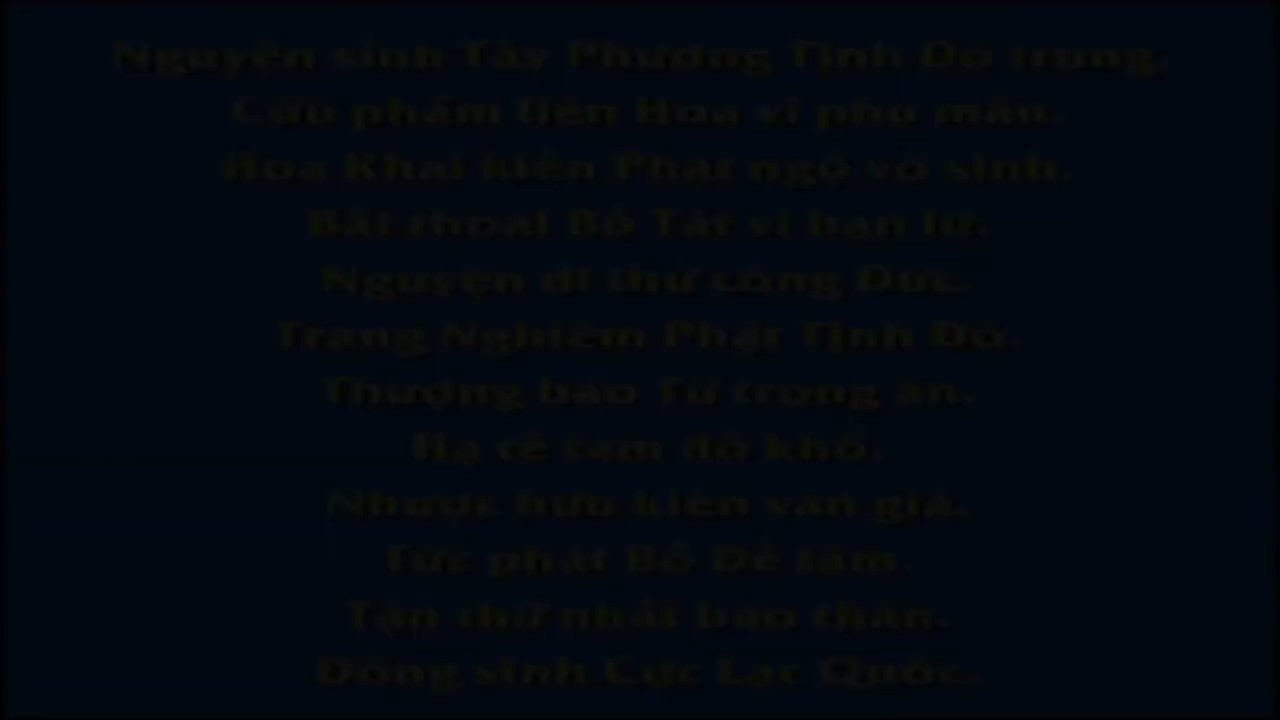 Nguyện sinh Tây Phương Tịnh Độ trung,
Cửu phẩm liên Hoa vi phụ mẫu.
Hoa Khai kiến Phật ngộ vô sinh,
Bất thoái Bồ Tát vi bạn lữ.
Nguyện dĩ thử công Đức,
Trang Nghiêm Phật Tịnh Độ.
Thượng báo Tứ trọng ân,
Hạ tế tam đồ khổ.
Nhược hữu kiến văn giả,
Tức phát Bồ Đề tâm.
Tận thử nhất báo thân,
Đồng sinh Cực Lạc Quốc.